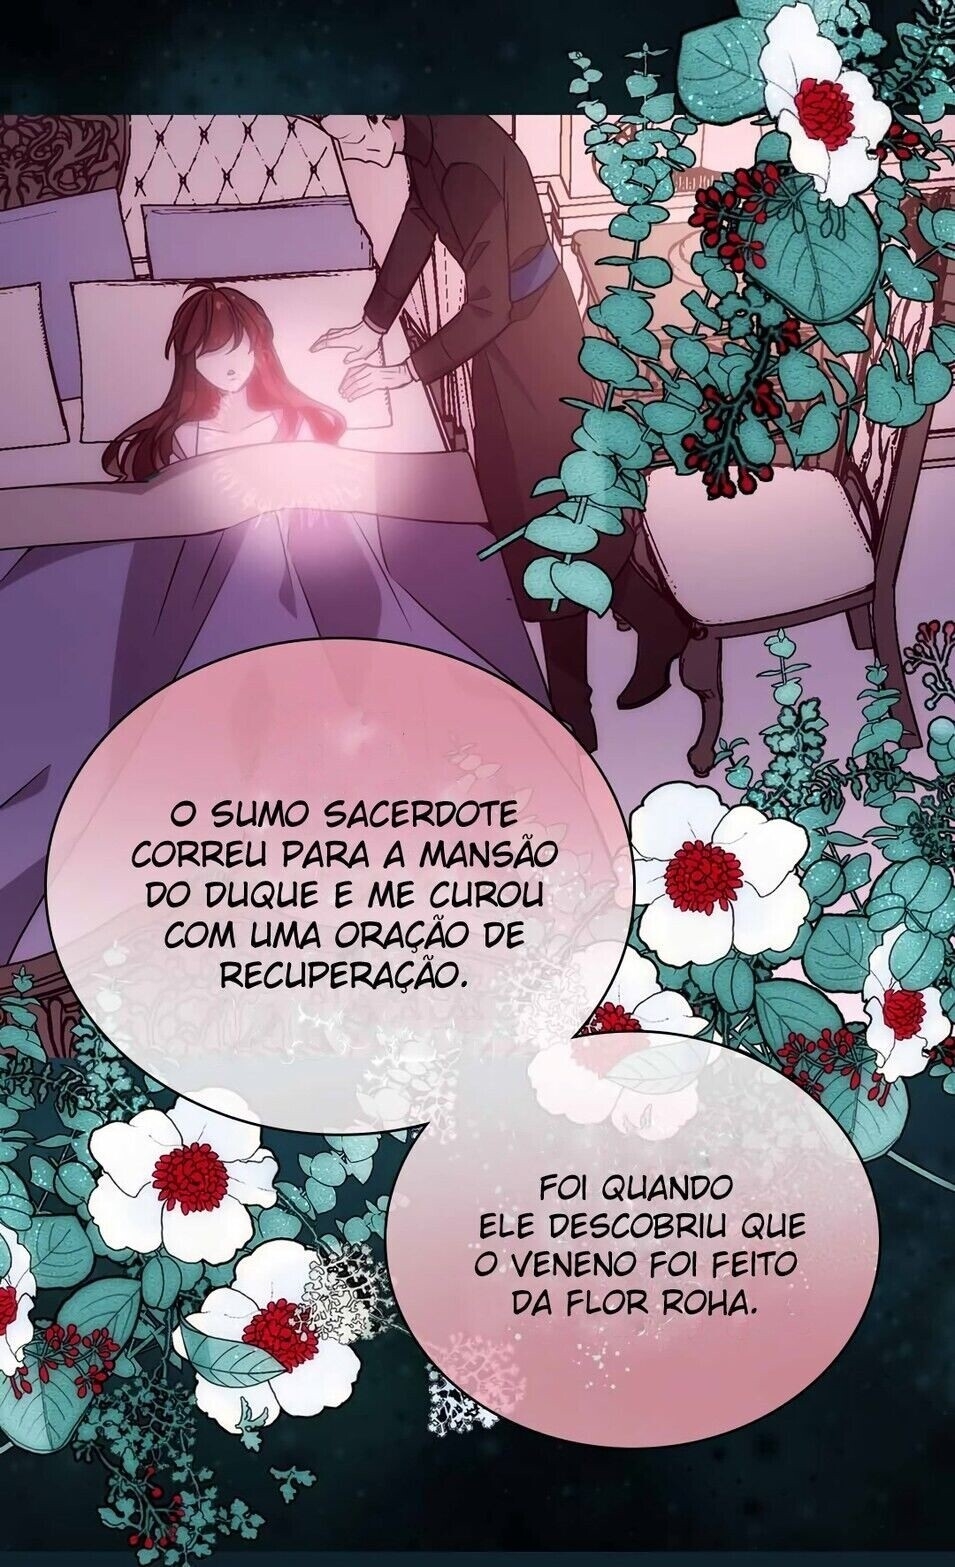 O SUMO SACERDOTE
CORREU PARA A MANSÃO
DO DUQUE E ME CUROU
COM UMA ORAÇÃO DE
RECUPERAÇÃO.
FOI QUANDO
ELE DESCOBRIU QUE
O VENENO FOI FEITO
DA FLOR ROHA.